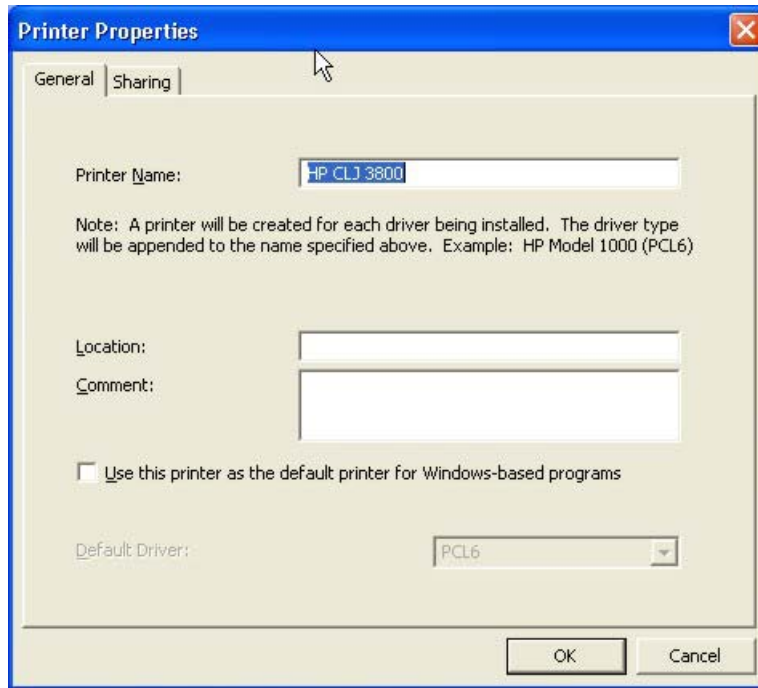 Printer Properties
General
Sharing
Printer Name:
HP CLJ 3800
Note: A printer will be created for each driver being installed. The driver type
will be appended to the name specified above. Example: HP Model 1000 (PCL6)
Location:
Comment:
Use this printer as the default printer for Windows-based programs
Default Driver:
PCL6
OK
Cancel